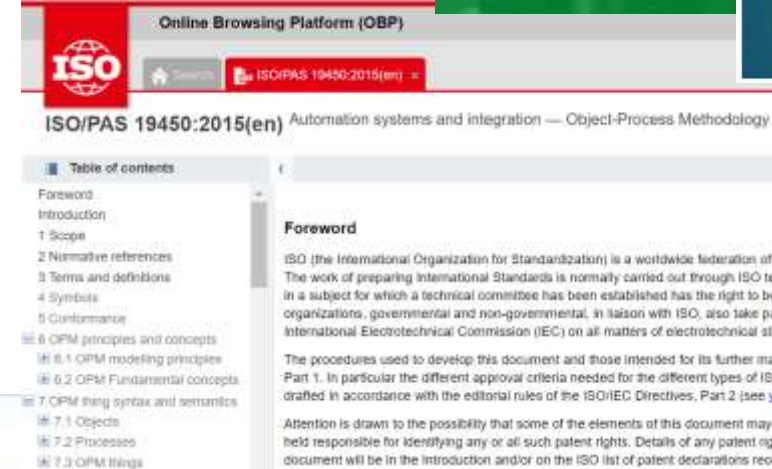 Online Browsing Platform (OBP)
ISO
Search
ISO/PAS 19450:2015(en) ×
ISO/PAS 19450:2015(en) Automation systems and integration — Object-Process Methodology
Table of contents
Foreword
Introduction
1 Scope
2 Normative references
3 Terms and definitions
4 Symbols
5 Conformance
6 OPM principles and concepts
6.1 OPM modelling principles
6.2 OPM Fundamental concepts
7 OPM thing syntax and semantics
7.1 Objects
7.2 Processes
7.3 OPM things
Foreword
ISO (the International Organization for Standardization) is a worldwide federation of
The work of preparing International Standards is normally carried out through ISO te
in a subject for which a technical committee has been established has the right to be
organizations, governmental and non-governmental, in liaison with ISO, also take pa
International Electrotechnical Commission (IEC) on all matters of electrotechnical st
The procedures used to develop this document and those intended for its further ma
Part 1. In particular the different approval criteria needed for the different types of IS
drafted in accordance with the editorial rules of the ISO/IEC Directives, Part 2 (see
Attention is drawn to the possibility that some of the elements of this document may
held responsible for identifying any or all such patent rights. Details of any patent rig
document will be in the Introduction and/or on the ISO list of patent declarations rec